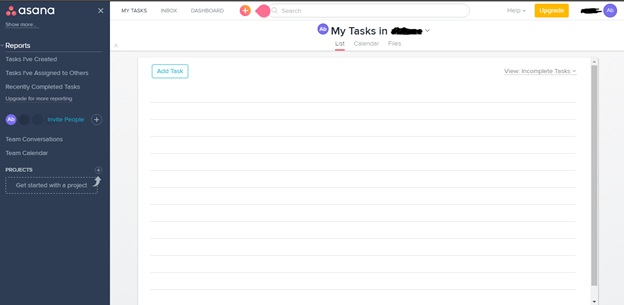 asana
Show more...
Reports
Tasks I've Created
Tasks I've Assigned to Others
Recently Completed Tasks
Upgrade for more reporting
Ab Invite People
Team Conversations
Team Calendar
PROJECTS
Get started with a project
MY TASKS INBOX DASHBOARD Search Help Upgrade Ab
Ab My Tasks in
List Calendar Files
Add Task View: Incomplete Tasks